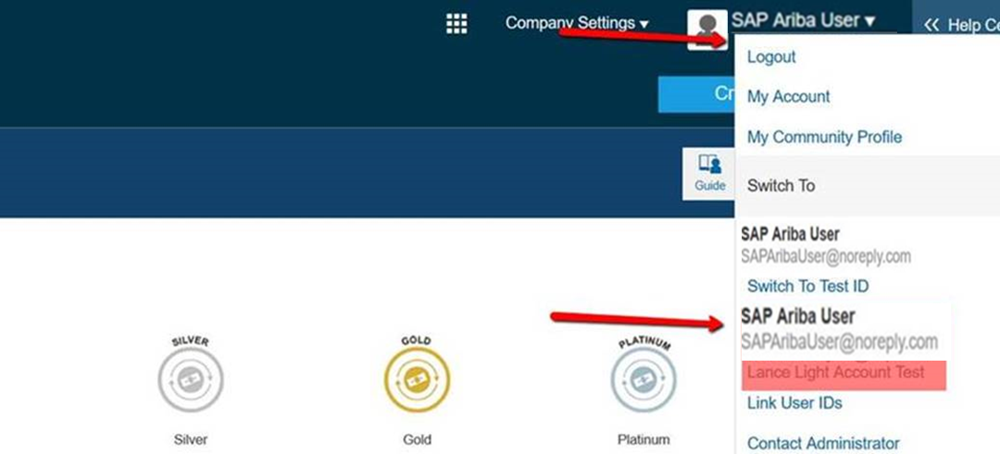 Company Settings
SAP Ariba User
Help Ce
Cr
Logout
My Account
My Community Profile
Guide
Switch To
SAP Ariba User
SAPAribaUser@noreply.com
Switch To Test ID
SAP Ariba User
SAPAribaUser@noreply.com
Lance Light Account Test
Link User IDs
Contact Administrator
SILVER
GOLD
PLATINUM
Silver
Gold
Platinum